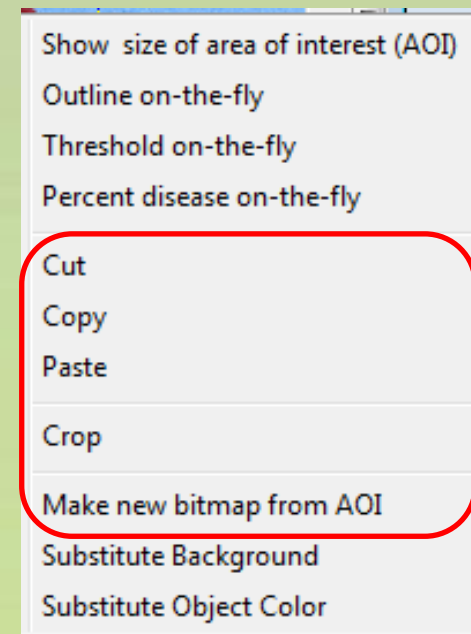 Show  size of area of interest (AOI)
Outline on-the-fly
Threshold on-the-fly
Percent disease on-the-fly
Cut
Copy
Paste
Crop
Make new bitmap from AOI
Substitute Background
Substitute Object Color